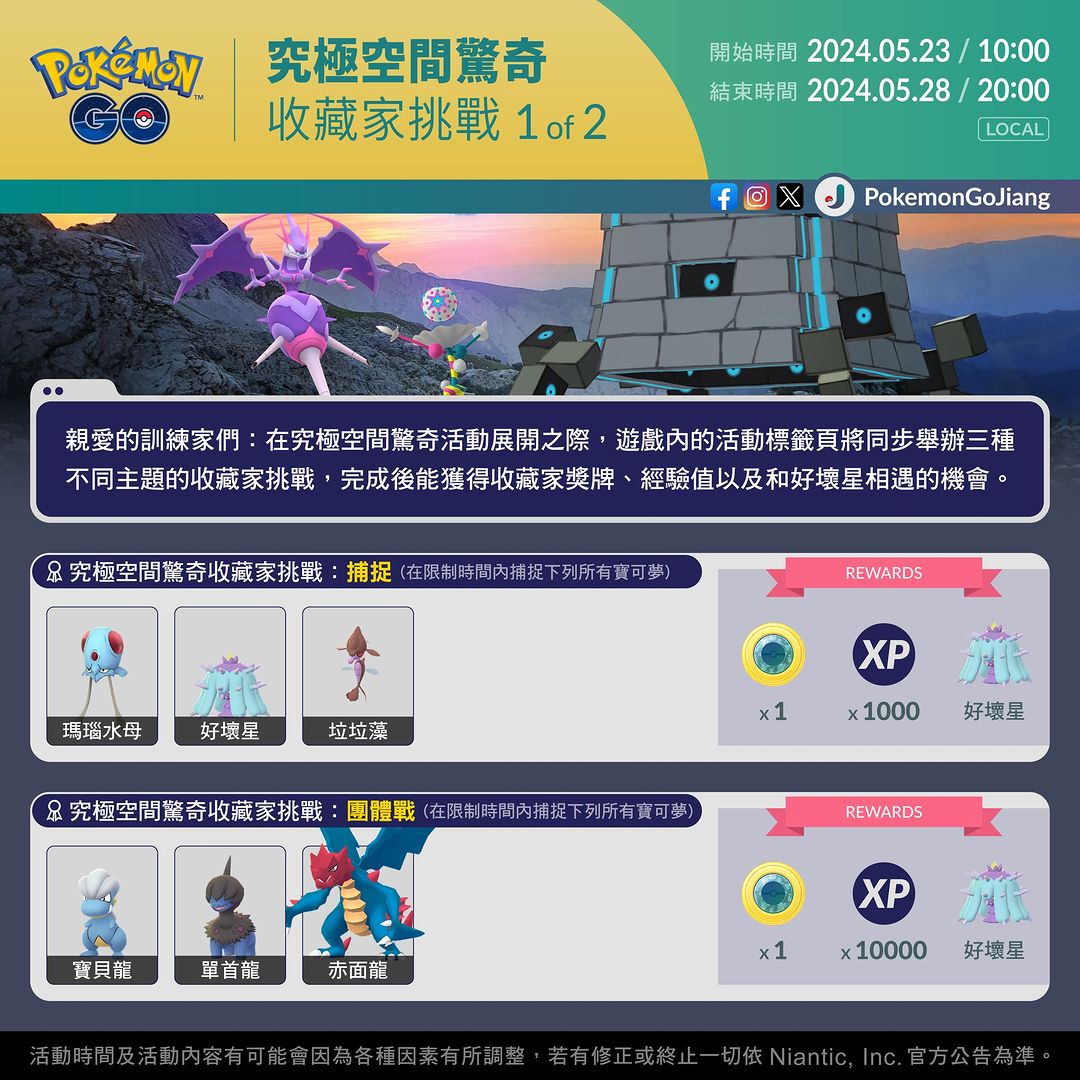 POKÉMON GO
TM
究極空間驚奇
收藏家挑戰 1 of 2
開始時間 2024.05.23 / 10:00
結束時間 2024.05.28 / 20:00
LOCAL
PokemonGoJiang
親愛的訓練家們：在究極空間驚奇活動展開之際，遊戲內的活動標籤頁將同步舉辦三種
不同主題的收藏家挑戰，完成後能獲得收藏家獎牌、經驗值以及和好壞星相遇的機會。
究極空間驚奇收藏家挑戰：捕捉（在限制時間內捕捉下列所有寶可夢）
REWARDS
瑪瑙水母
好壞星
垃垃藻
XP
x 1
x 1000
好壞星
究極空間驚奇收藏家挑戰：團體戰（在限制時間內捕捉下列所有寶可夢）
REWARDS
寶貝龍
單首龍
赤面龍
XP
x 1
x 10000
好壞星
活動時間及活動內容有可能會因為各種因素有所調整，若有修正或終止一切依 Niantic, Inc. 官方公告為準。